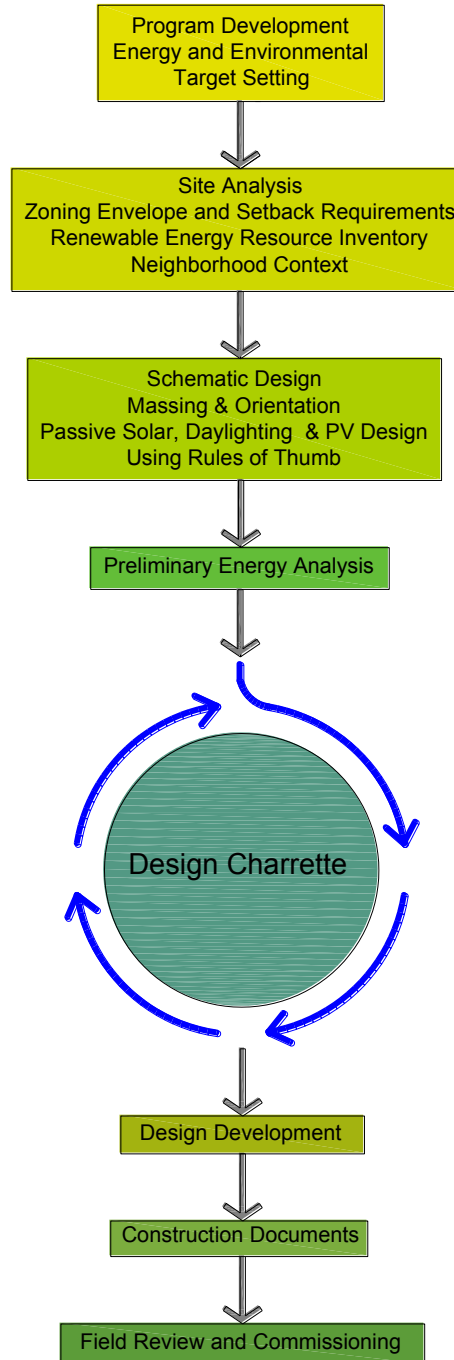 Program Development
Energy and Environmental
Target Setting
Site Analysis
Zoning Envelope and Setback Requirements
Renewable Energy Resource Inventory
Neighborhood Context
Schematic Design
Massing & Orientation
Passive Solar, Daylighting & PV Design
Using Rules of Thumb
Preliminary Energy Analysis
Design Charrette
Design Development
Construction Documents
Field Review and Commissioning